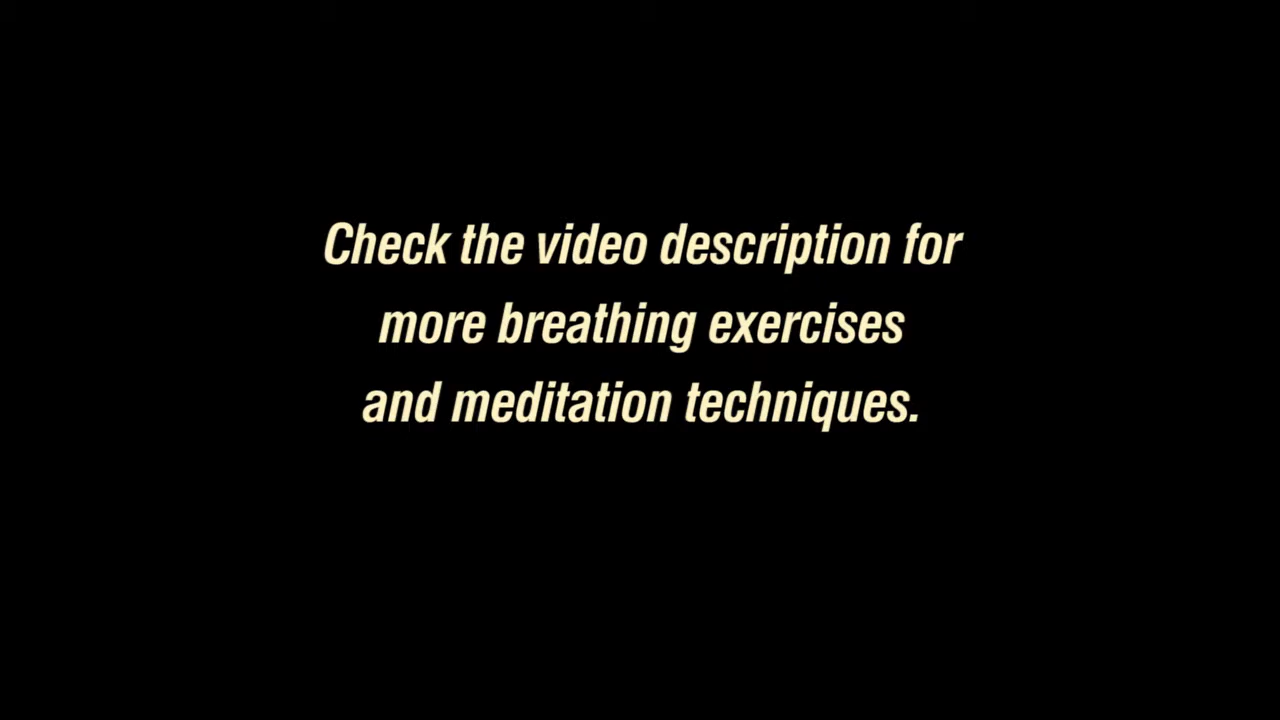 Check the video description for
more breathing exercises
and meditation techniques.